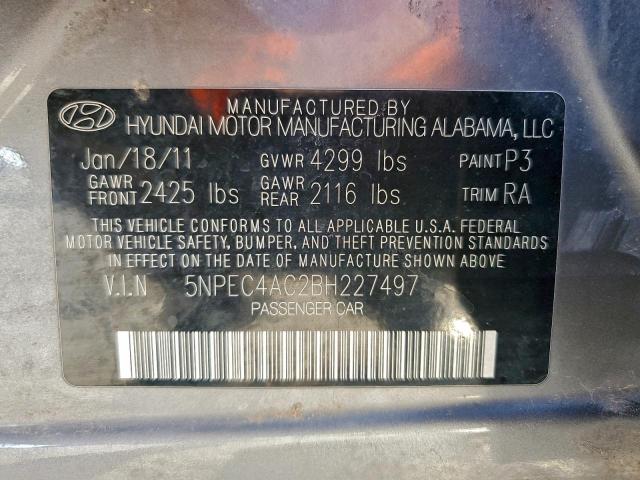 MANUFACTURED BY
HYUNDAI MOTOR MANUFACTURING ALABAMA, LLC
Jan/18/11 GVWR 4299 lbs PAINT P3
GAWR FRONT 2425 lbs GAWR REAR 2116 lbs TRIM RA
THIS VEHICLE CONFORMS TO ALL APPLICABLE U.S.A. FEDERAL
MOTOR VEHICLE SAFETY, BUMPER, AND THEFT PREVENTION STANDARDS
IN EFFECT ON THE DATE OF MANUFACTURE SHOWN ABOVE.
V.I.N 5NPEC4AC2BH227497
PASSENGER CAR